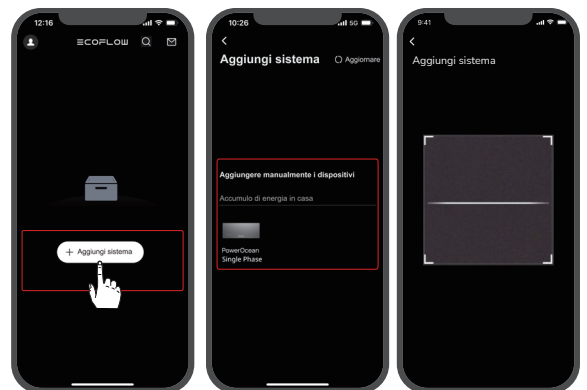 12:16
ECOFLOW
+ Aggiungi sistema
10:26
5G
Aggiungi sistema
Aggiornare
Aggiungere manualmente i dispositivi
Accumulo di energia in casa
PowerOcean
Single Phase
9:41
Aggiungi sistema